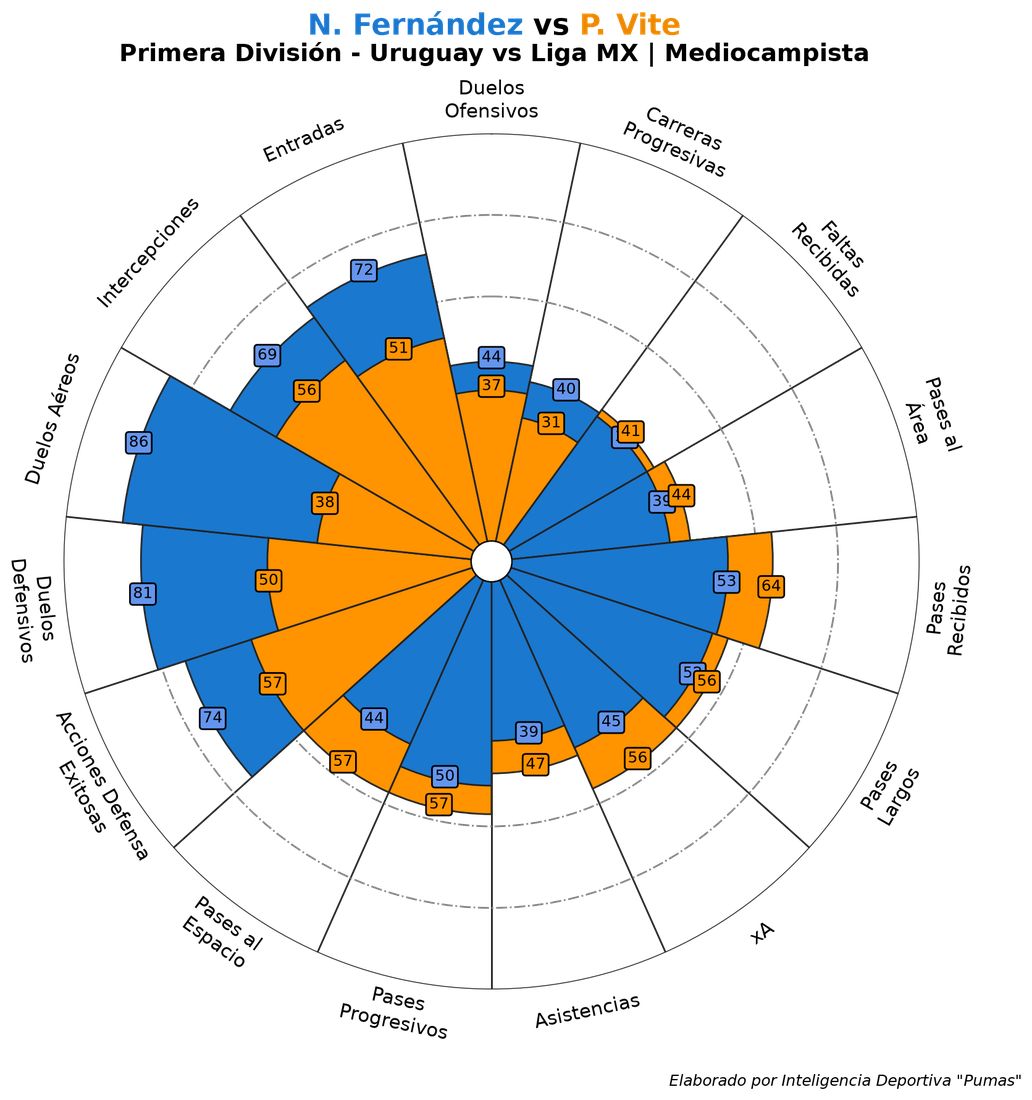 N. Fernández vs P. Vite
Primera División - Uruguay vs Liga MX | Mediocampista
Duelos
Ofensivos
44
37
Carreras
Progresivas
40
31
Faltas
Recibidas
41
Pases al
Área
39
44
Pases
Recibidos
53
64
Pases
Largos
56
xA
45
56
Asistencias
39
47
Pases
Progresivos
50
57
Pases al
Espacio
44
57
Acciones Defensa
Exitosas
74
57
Duelos
Defensivos
81
50
Duelos Aéreos
86
38
Intercepciones
69
56
Entradas
72
51
Elaborado por Inteligencia Deportiva "Pumas"